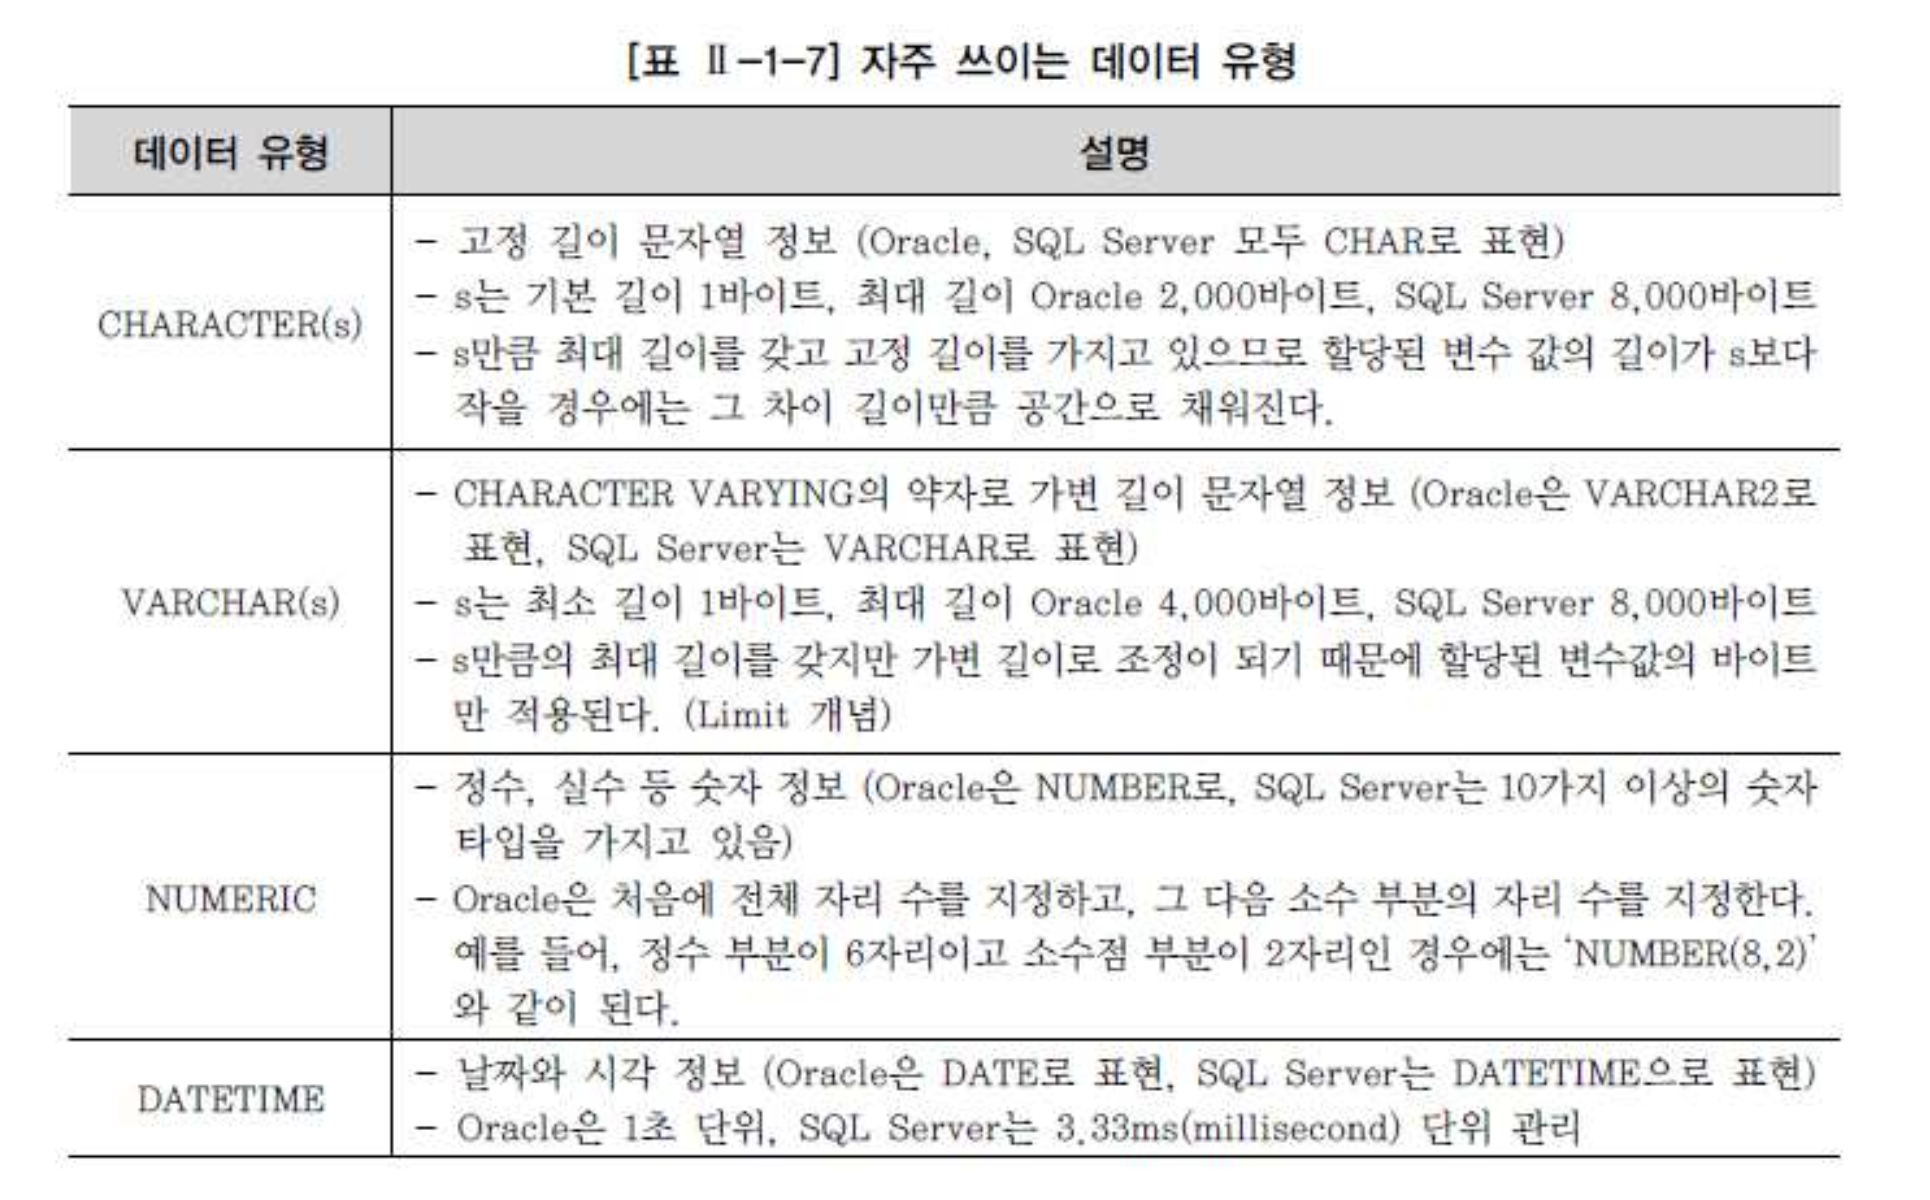 [표 Ⅱ-1-7] 자주 쓰이는 데이터 유형
데이터 유형
설명
CHARACTER(s)
- 고정 길이 문자열 정보 (Oracle, SQL Server 모두 CHAR로 표현)
- s는 기본 길이 1바이트, 최대 길이 Oracle 2,000바이트, SQL Server 8,000바이트
- s만큼 최대 길이를 갖고 고정 길이를 가지고 있으므로 할당된 변수 값의 길이가 s보다
작을 경우에는 그 차이 길이만큼 공간으로 채워진다.
VARCHAR(s)
- CHARACTER VARYING의 약자로 가변 길이 문자열 정보 (Oracle은 VARCHAR2로
표현, SQL Server는 VARCHAR로 표현)
- s는 최소 길이 1바이트, 최대 길이 Oracle 4,000바이트, SQL Server 8,000바이트
- s만큼의 최대 길이를 갖지만 가변 길이로 조정이 되기 때문에 할당된 변수값의 바이트
만 적용된다. (Limit 개념)
NUMERIC
- 정수, 실수 등 숫자 정보 (Oracle은 NUMBER로, SQL Server는 10가지 이상의 숫자
타입을 가지고 있음)
- Oracle은 처음에 전체 자리 수를 지정하고, 그 다음 소수 부분의 자리 수를 지정한다.
예를 들어, 정수 부분이 6자리이고 소수점 부분이 2자리인 경우에는 ‘NUMBER(8,2)’
와 같이 된다.
DATETIME
- 날짜와 시각 정보 (Oracle은 DATE로 표현, SQL Server는 DATETIME으로 표현)
- Oracle은 1초 단위, SQL Server는 3.33ms(millisecond) 단위 관리